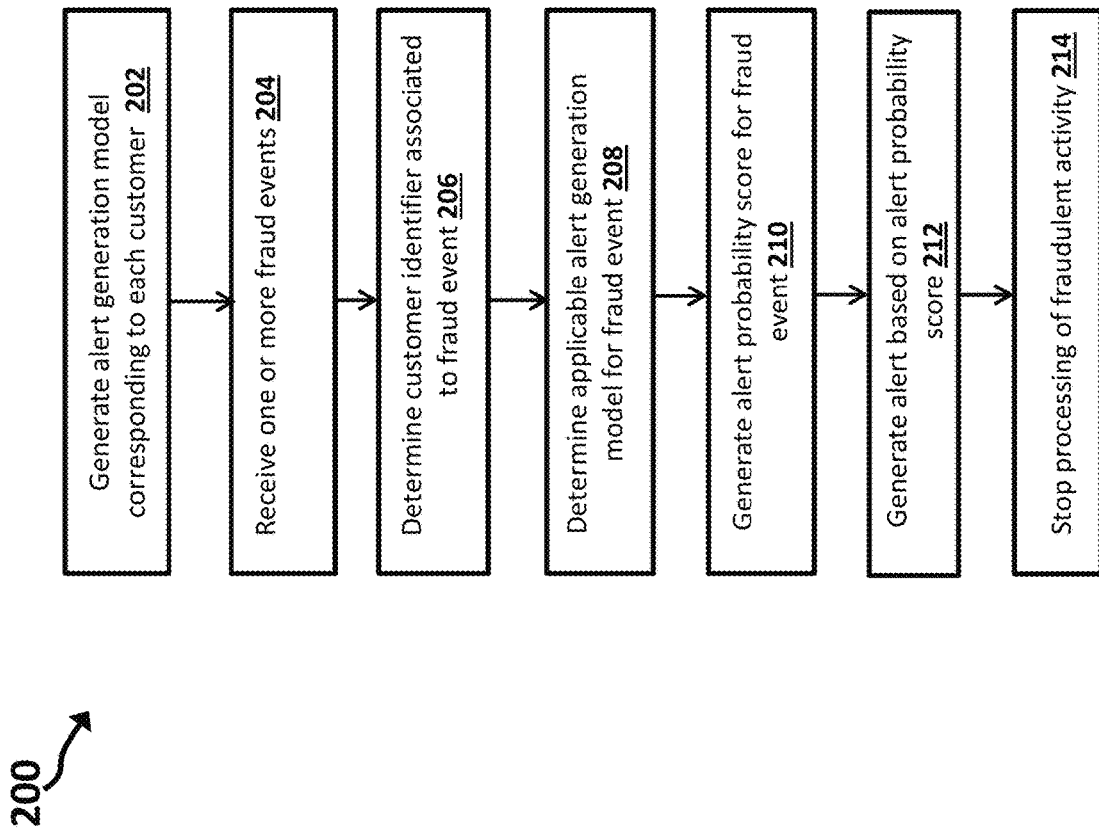 200
Generate alert generation model
corresponding to each customer 202
Receive one or more fraud events 204
Determine customer identifier associated
to fraud event 206
Determine applicable alert generation
model for fraud event 208
Generate alert probability score for fraud
event 210
Generate alert based on alert probability
score 212
Stop processing of fraudulent activity 214